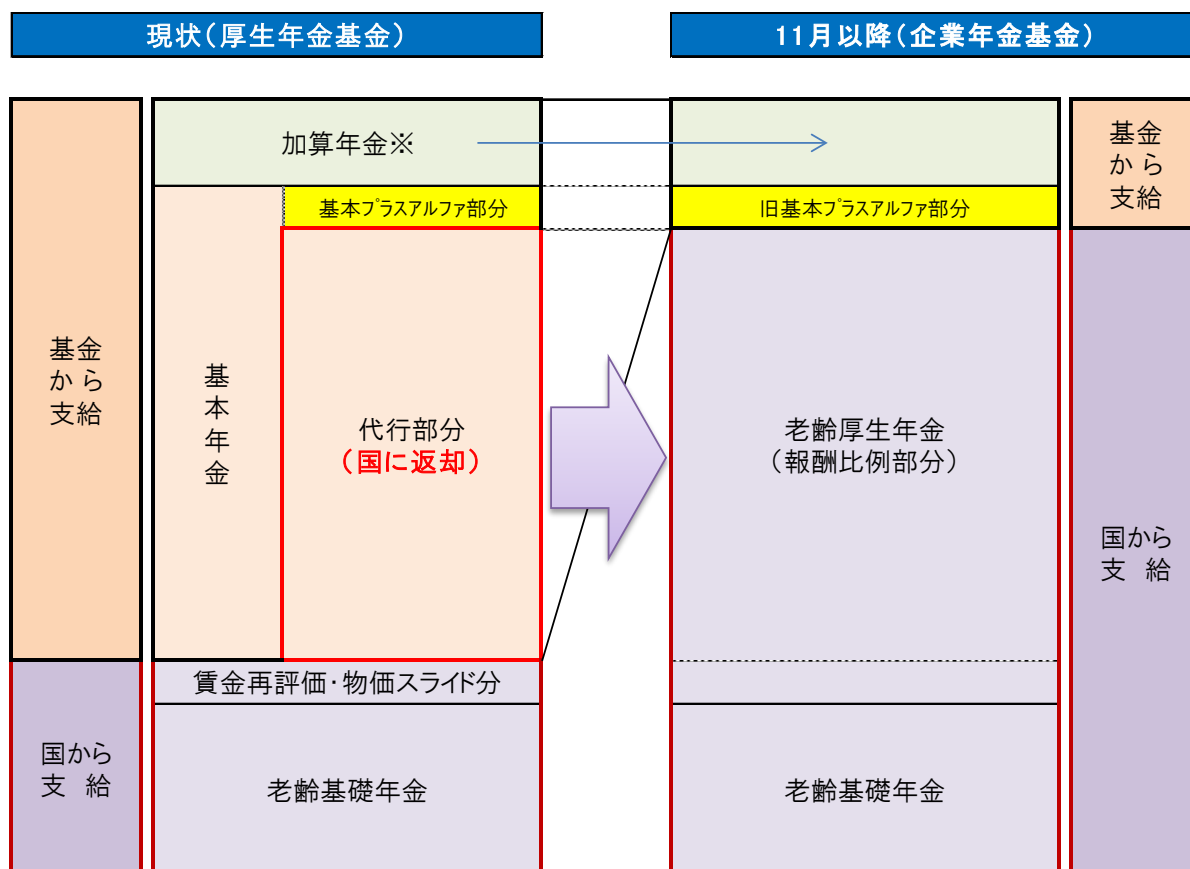 現状（厚生年金基金）
11月以降（企業年金基金）
加算年金※
基金
から
支給
基本プラスアルファ部分
旧基本プラスアルファ部分
基金
から
支給
基
本
年
金
代行部分
（国に返却）
老齢厚生年金
（報酬比例部分）
国から
支 給
賃金再評価・物価スライド分
国から
支 給
老齢基礎年金
老齢基礎年金